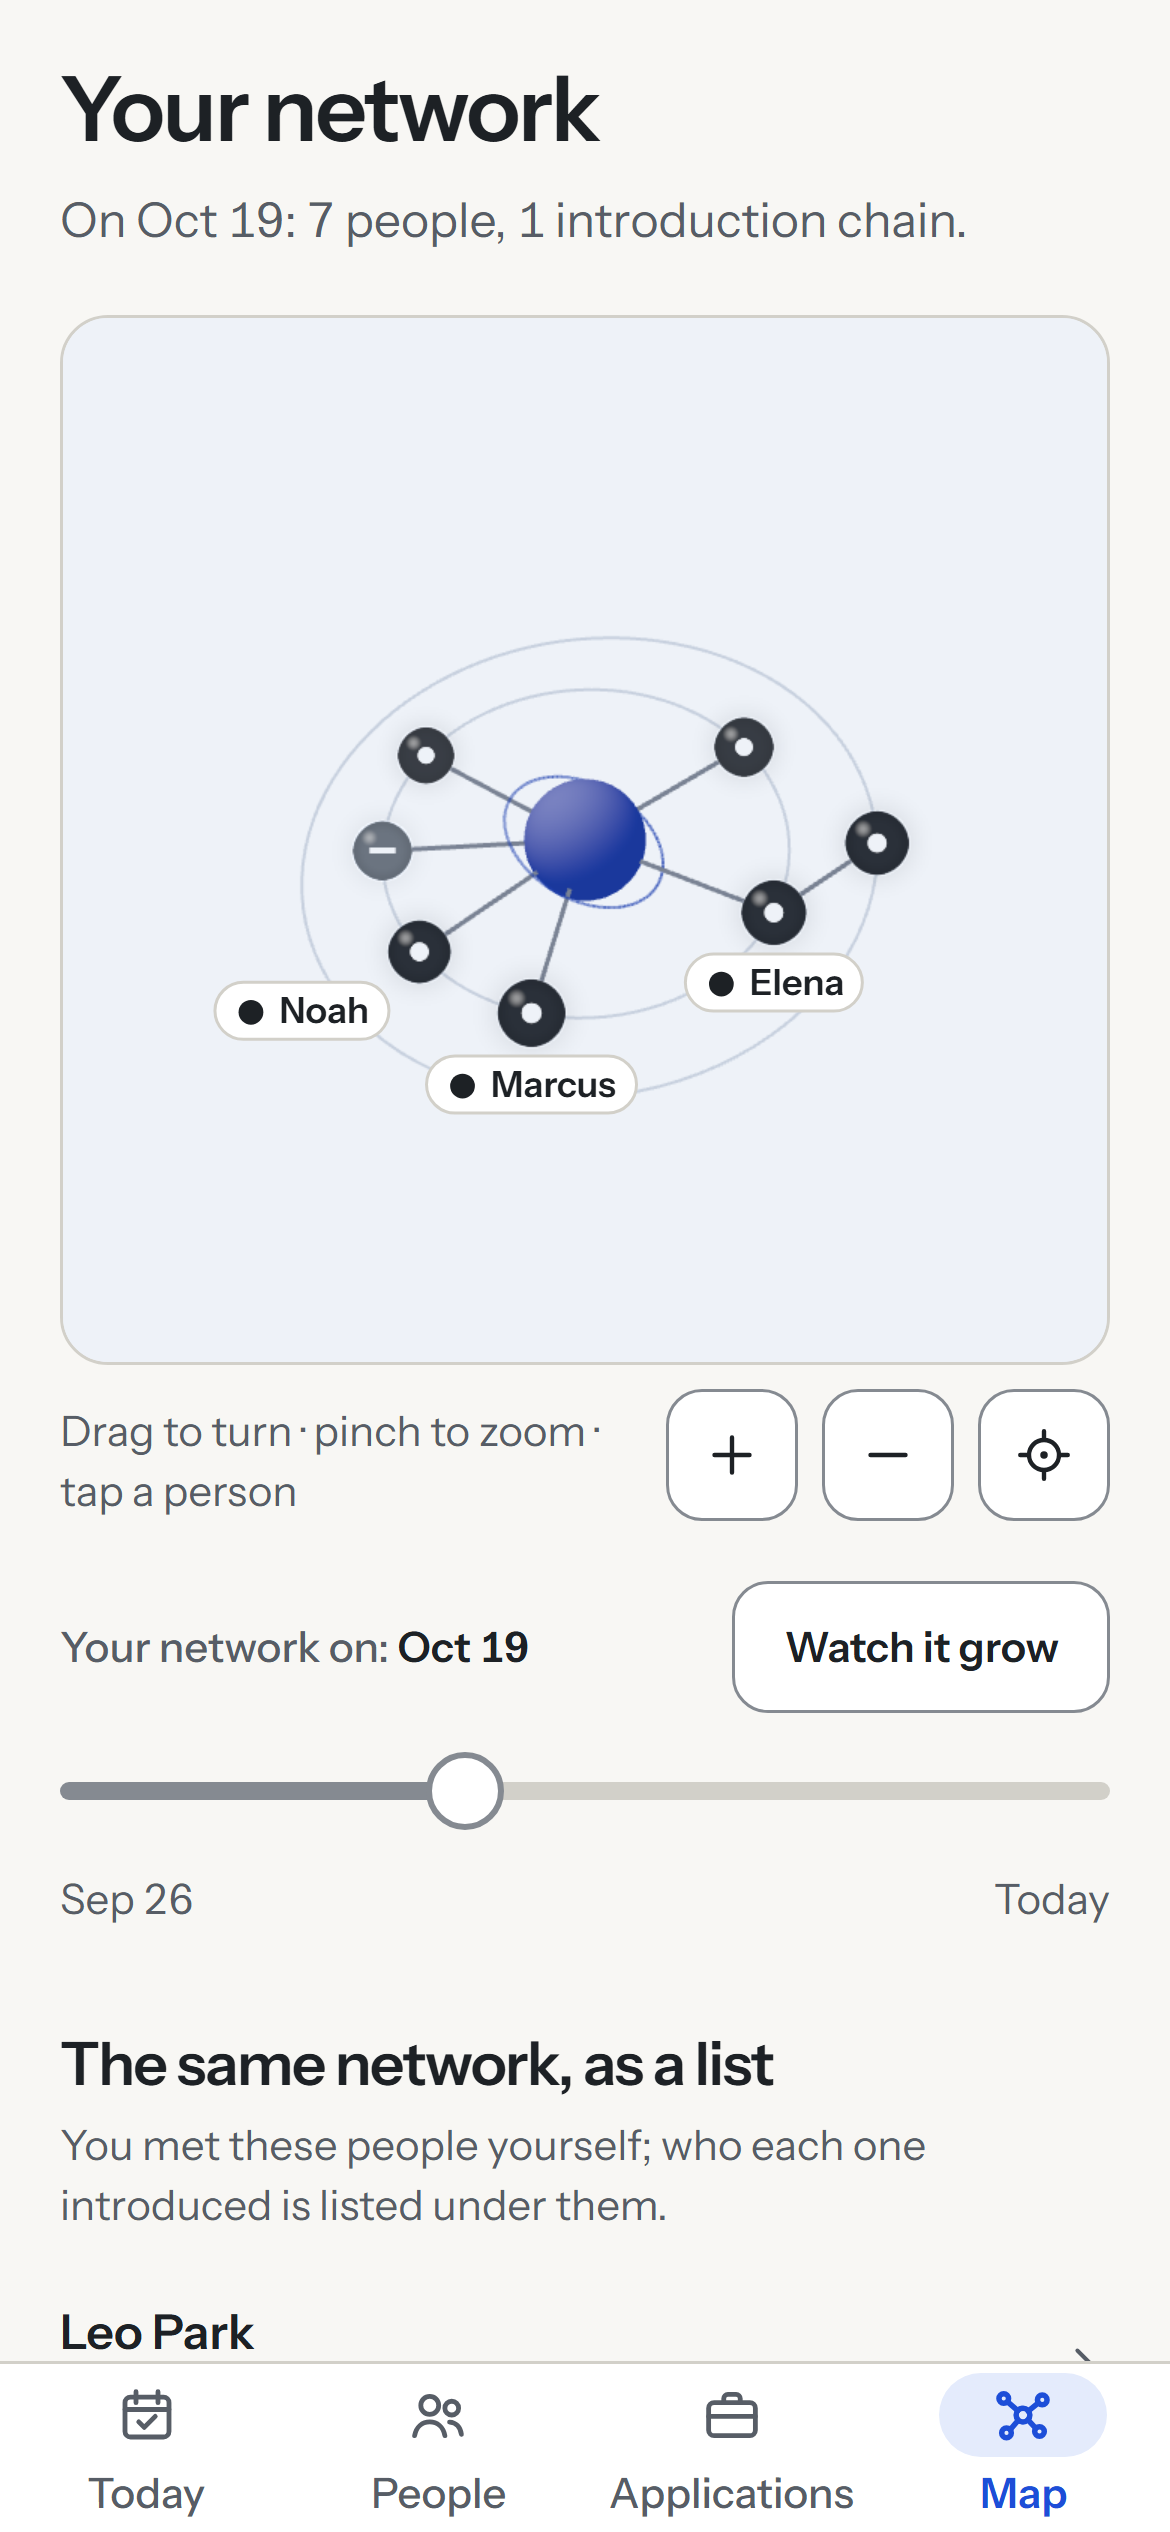 Your network
On Oct 19: 7 people, 1 introduction chain.
Elena
Noah
Marcus
Drag to turn · pinch to zoom ·
tap a person
Your network on: Oct 19
Watch it grow
Sep 26
Today
The same network, as a list
You met these people yourself; who each one
introduced is listed under them.
Leo Park
Today
People
Applications
Map